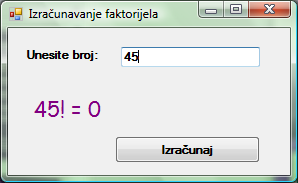 Izračunavanje faktorijela
Unesite broj: 45
45! = 0
Izračunaj